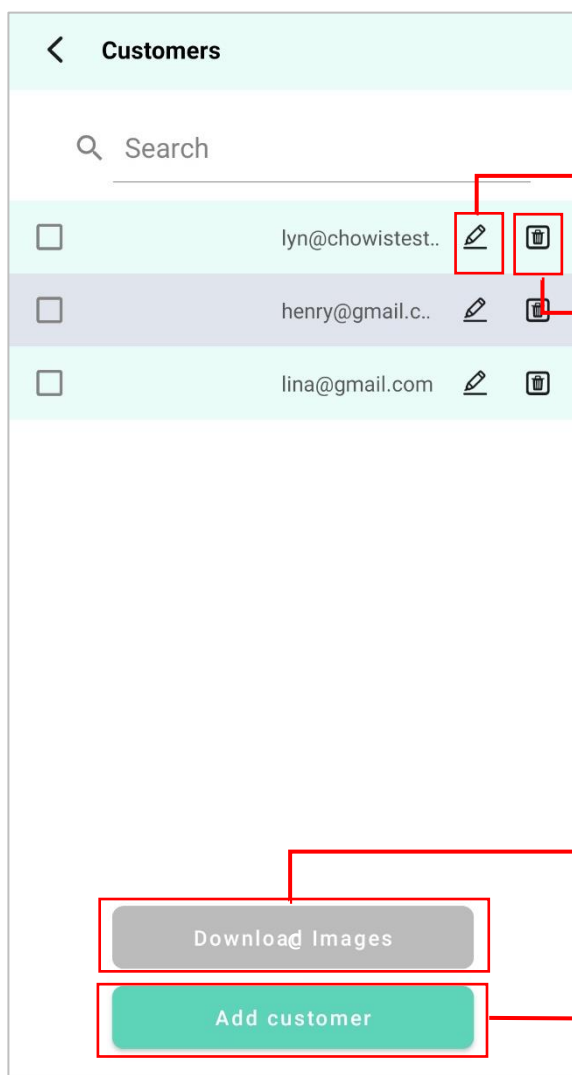 Customers
Search
lyn@chowistest..
henry@gmail.c..
lina@gmail.com
Download Images
Add customer